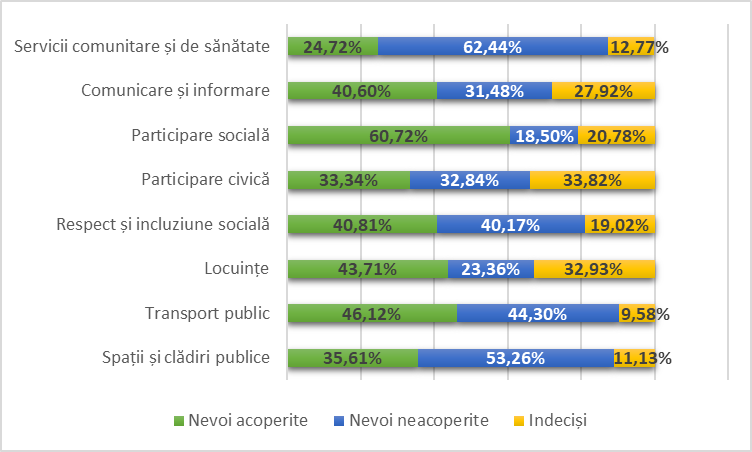 Servicii comunitare și de sănătate 24,72% 62,44% 12,77%
Comunicare și informare 40,60% 31,48% 27,92%
Participare socială 60,72% 18,50% 20,78%
Participare civică 33,34% 32,84% 33,82%
Respect și incluziune socială 40,81% 40,17% 19,02%
Locuințe 43,71% 23,36% 32,93%
Transport public 46,12% 44,30% 9,58%
Spații și clădiri publice 35,61% 53,26% 11,13%
Nevoi acoperite Nevoi neacoperite Indeciși